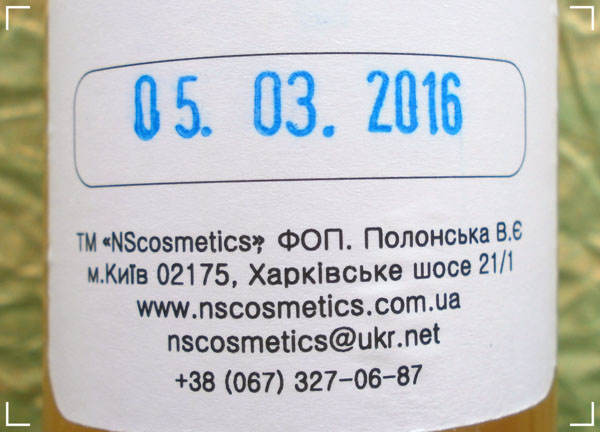 05. 03. 2016
ТМ «NScosmetics», ФОП. Полонська В.Є
м.Київ 02175, Харківське шосе 21/1
www.nscosmetics.com.ua
nscosmetics@ukr.net
+38 (067) 327-06-87